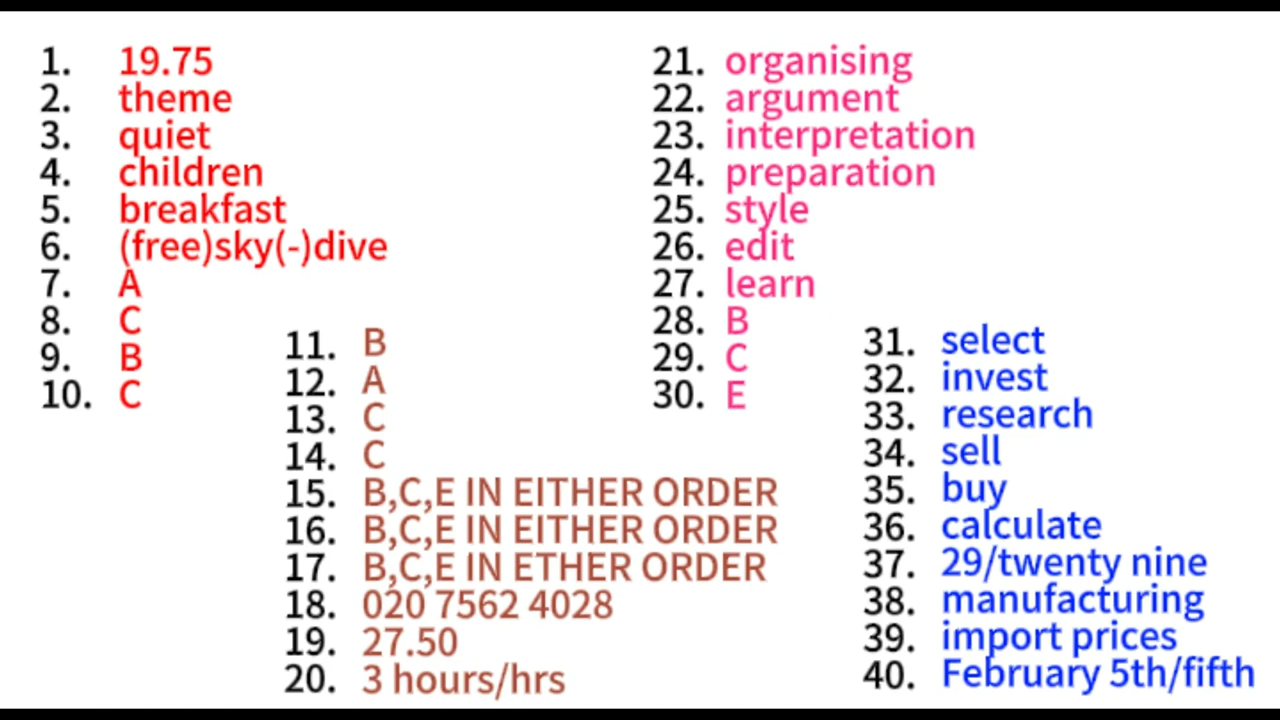 1. 19.75
2. theme
3. quiet
4. children
5. breakfast
6. (free)sky(-)dive
7. A
8. C
9. B
10. C
11. B
12. A
13. C
14. C
15. B,C,E IN EITHER ORDER
16. B,C,E IN EITHER ORDER
17. B,C,E IN ETHER ORDER
18. 020 7562 4028
19. 27.50
20. 3 hours/hrs
21. organising
22. argument
23. interpretation
24. preparation
25. style
26. edit
27. learn
28. B
29. C
30. E
31. select
32. invest
33. research
34. sell
35. buy
36. calculate
37. 29/twenty nine
38. manufacturing
39. import prices
40. February 5th/fifth